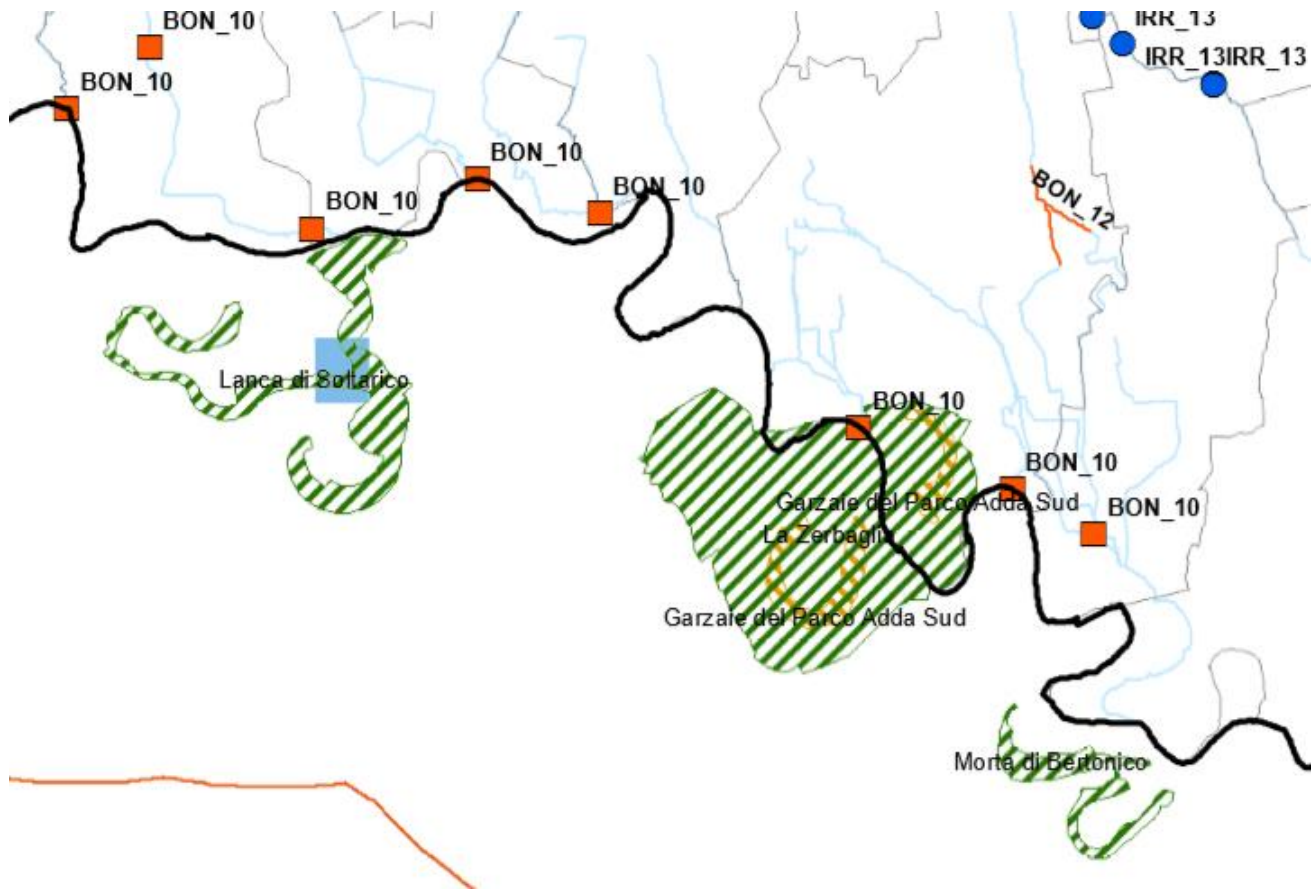 BON_10
IRR_13
IRR_13IRR_13
BON_10
BON_10
BON_10
BON_12
BON_10
Lanca di Soltarico
BON_10
BON_10
Garzaie del Parco Adda Sud
BON_10
La Zerbaglia
Garzaie del Parco Adda Sud
Morta di Bertonico